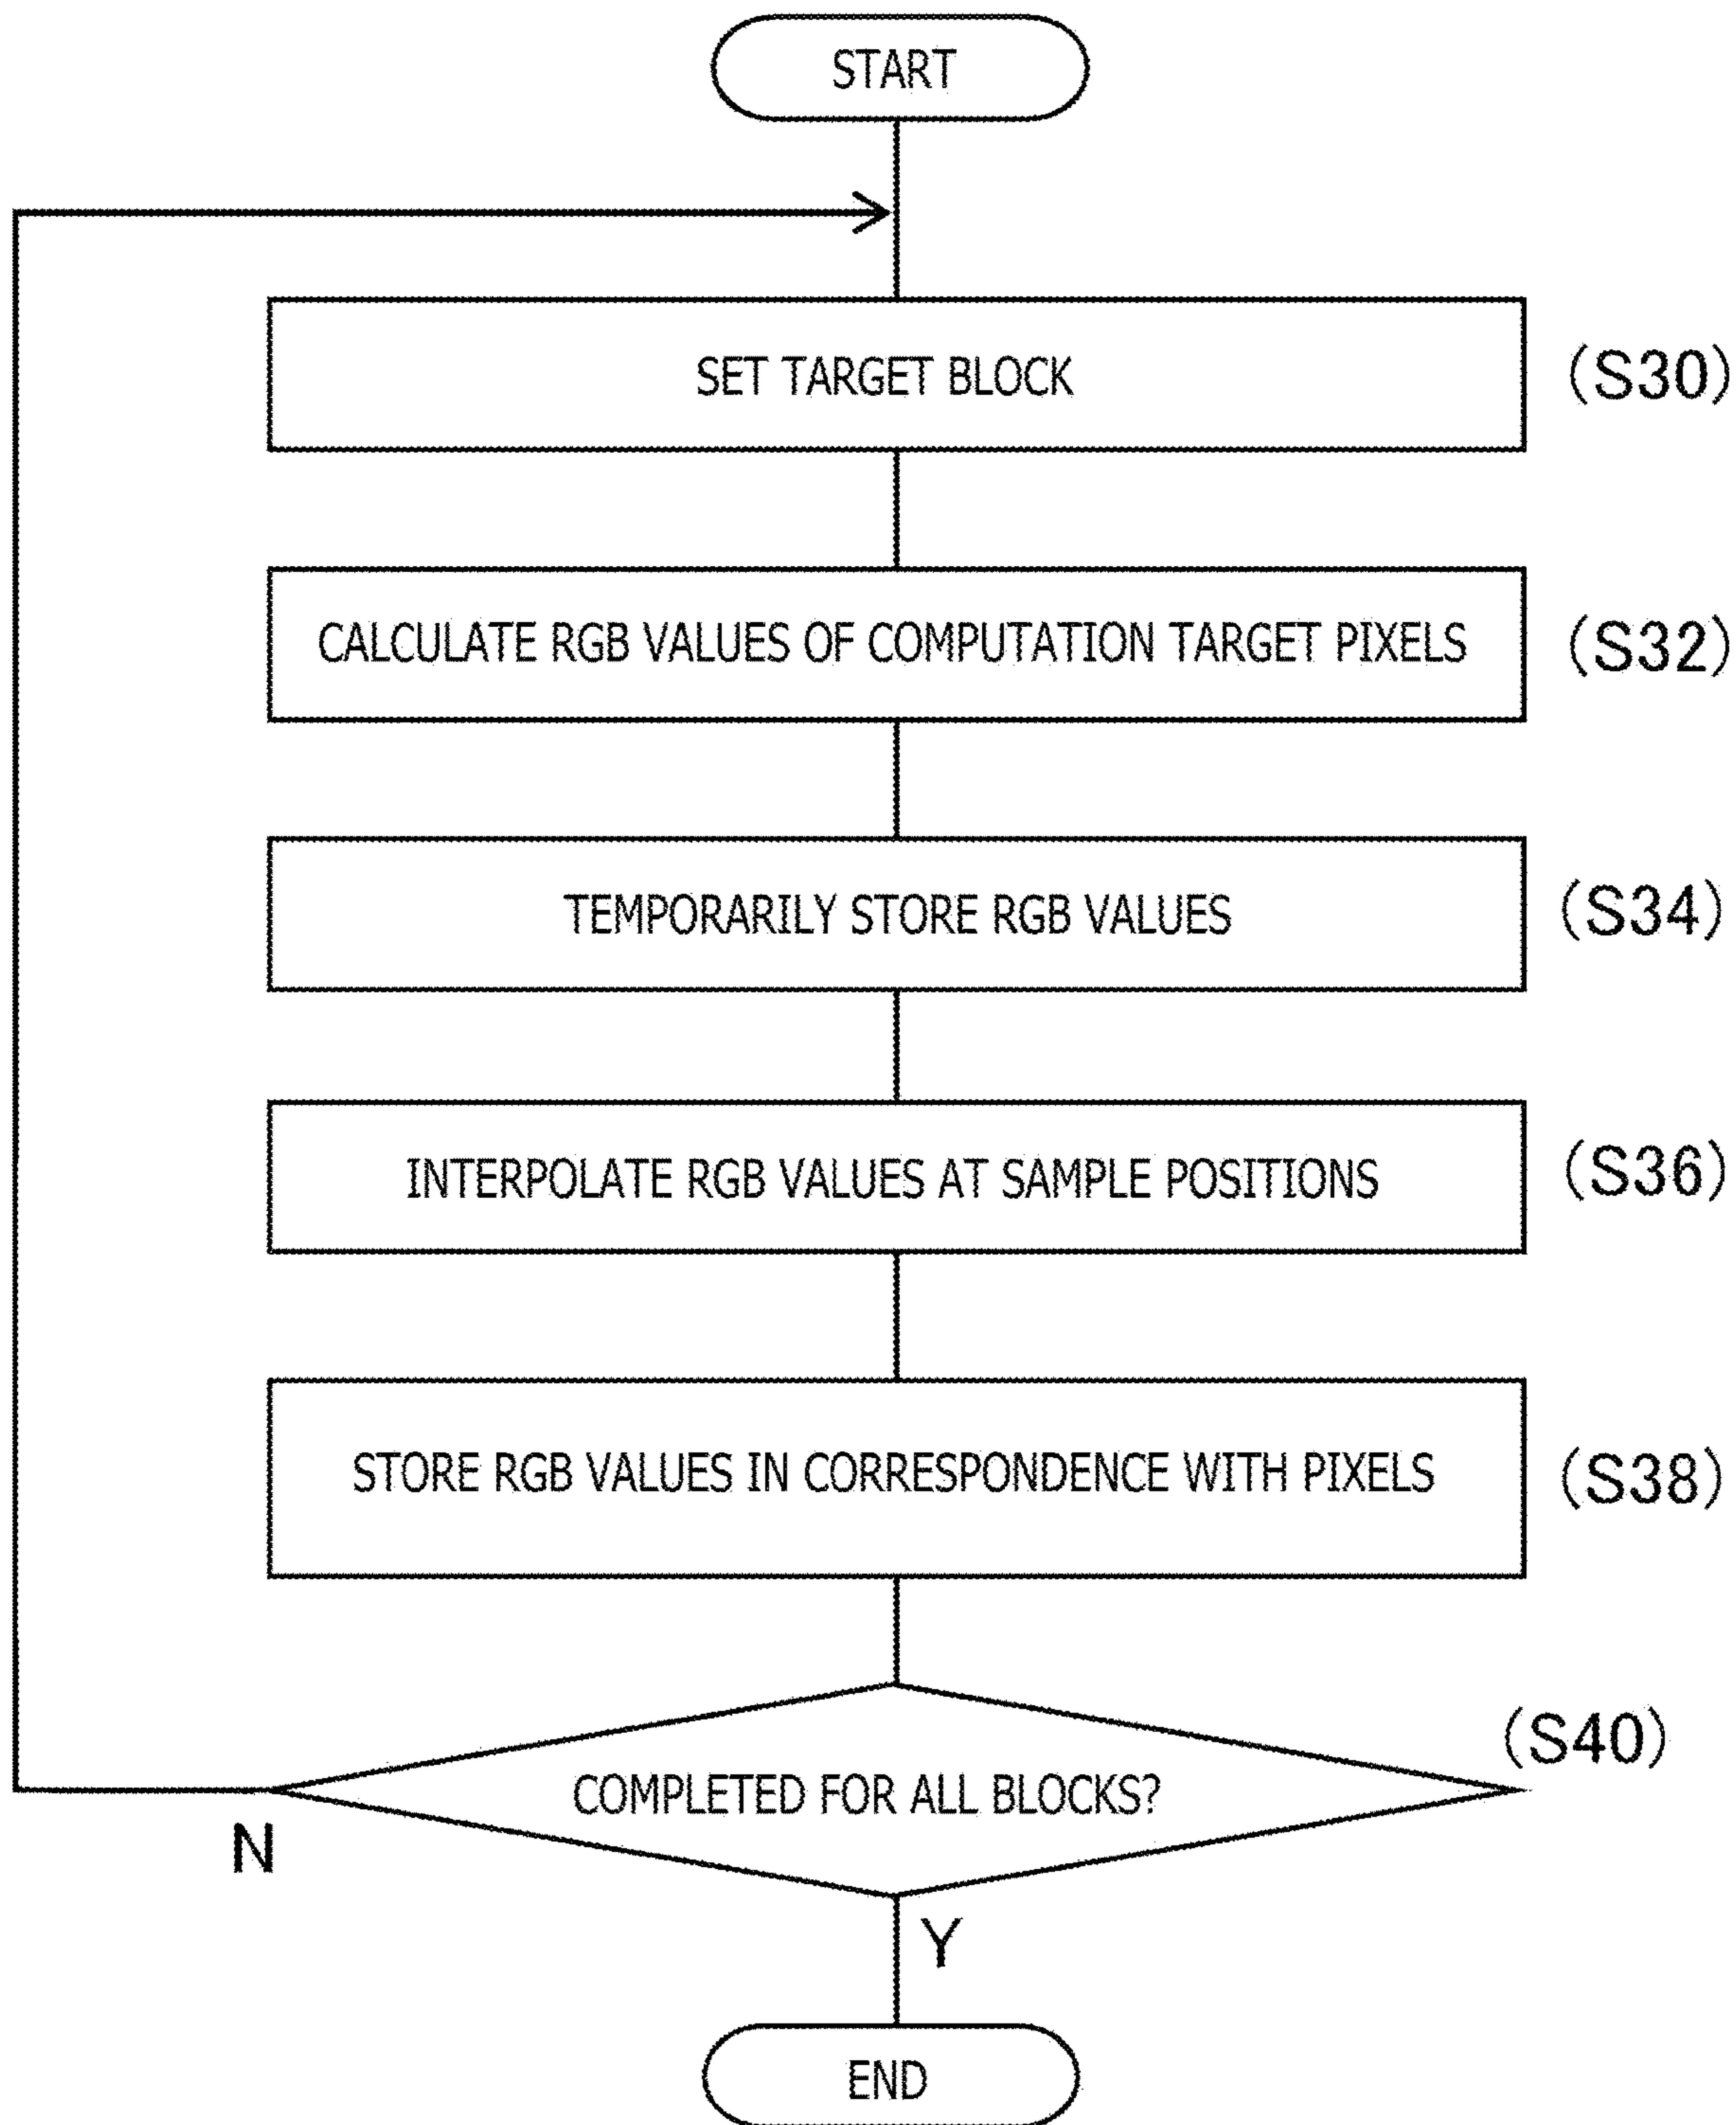 START
SET TARGET BLOCK (S30)
CALCULATE RGB VALUES OF COMPUTATION TARGET PIXELS (S32)
TEMPORARILY STORE RGB VALUES (S34)
INTERPOLATE RGB VALUES AT SAMPLE POSITIONS (S36)
STORE RGB VALUES IN CORRESPONDENCE WITH PIXELS (S38)
(S40)
COMPLETED FOR ALL BLOCKS?
N
Y
END